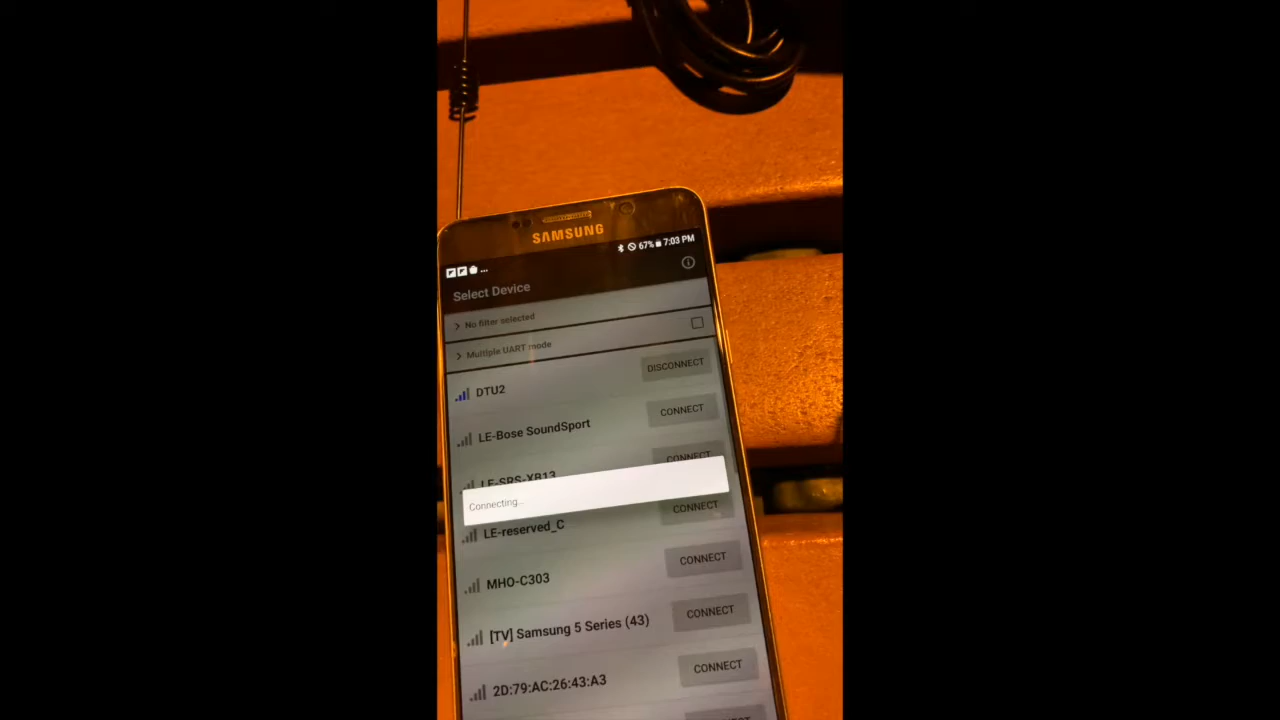 SAMSUNG
67% 7:03 PM
...
Select Device
No filter selected
Multiple UART mode
DTU2 DISCONNECT
LE-Bose SoundSport CONNECT
LE-SRS-XB13 CONNECT
Connecting...
LE-reserved_C CONNECT
MHO-C303 CONNECT
[TV] Samsung 5 Series (43) CONNECT
2D:79:AC:26:43:A3 CONNECT